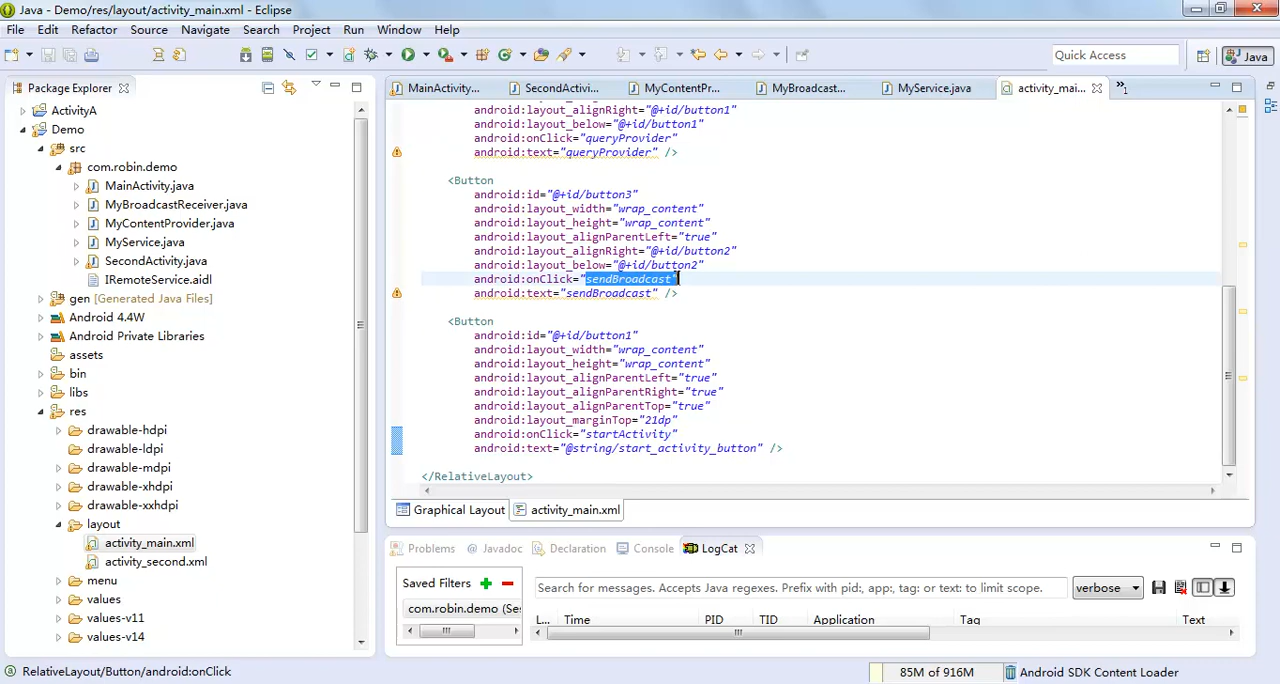 Java - Demo/res/layout/activity_main.xml - Eclipse
File Edit Refactor Source Navigate Search Project Run Window Help
Quick Access
Java
Package Explorer
ActivityA
Demo
src
com.robin.demo
MainActivity.java
MyBroadcastReceiver.java
MyContentProvider.java
MyService.java
SecondActivity.java
IRemoteService.aidl
gen [Generated Java Files]
Android 4.4W
Android Private Libraries
assets
bin
libs
res
drawable-hdpi
drawable-ldpi
drawable-mdpi
drawable-xhdpi
drawable-xxhdpi
layout
activity_main.xml
activity_second.xml
menu
values
values-v11
values-v14
MainActivity... SecondActivi... MyContentPr... MyBroadcast... MyService.java activity_mai... »1
android:layout_alignRight="@+id/button1"
android:layout_below="@+id/button1"
android:onClick="queryProvider"
android:text="queryProvider" />
<Button
android:id="@+id/button3"
android:layout_width="wrap_content"
android:layout_height="wrap_content"
android:layout_alignParentLeft="true"
android:layout_alignRight="@+id/button2"
android:layout_below="@+id/button2"
android:onClick="sendBroadcast"
android:text="sendBroadcast" />
<Button
android:id="@+id/button1"
android:layout_width="wrap_content"
android:layout_height="wrap_content"
android:layout_alignParentLeft="true"
android:layout_alignParentRight="true"
android:layout_alignParentTop="true"
android:layout_marginTop="21dp"
android:onClick="startActivity"
android:text="@string/start_activity_button" />
</RelativeLayout>
Graphical Layout activity_main.xml
Problems Javadoc Declaration Console LogCat
Saved Filters
com.robin.demo (Ses
Search for messages. Accepts Java regexes. Prefix with pid:, app:, tag: or text: to limit scope.
verbose
L... Time PID TID Application Tag Text
RelativeLayout/Button/android:onClick
85M of 916M
Android SDK Content Loader